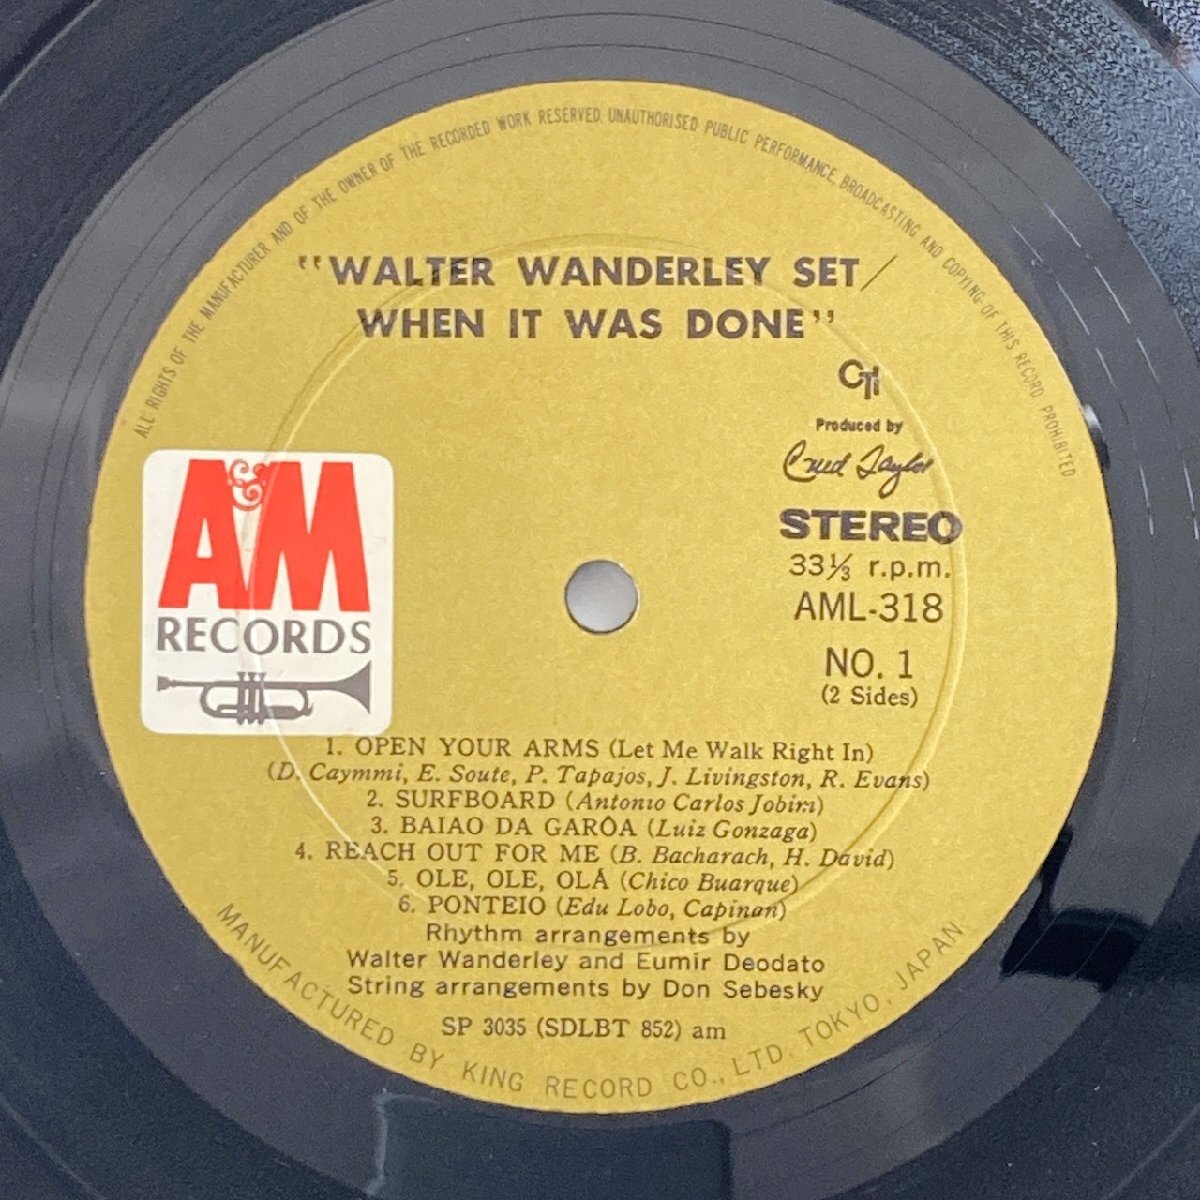 ALL RIGHTS OF THE MANUFACTURER AND OF THE OWNER OF THE RECORDED WORK RESERVED. UNAUTHORISED PUBLIC PERFORMANCE, BROADCASTING AND COPYING OF THIS RECORD PROHIBITED
"WALTER WANDERLEY SET/
WHEN IT WAS DONE"
CTI
Produced by
Creed Taylor
A&M
RECORDS
STEREO
33⅓ r.p.m.
AML-318
NO. 1
(2 Sides)
1. OPEN YOUR ARMS (Let Me Walk Right In)
(D. Caymmi, E. Soute, P. Tapajos, J. Livingston, R. Evans)
2. SURFBOARD (Antonio Carlos Jobim)
3. BAIAO DA GARÔA (Luiz Gonzaga)
4. REACH OUT FOR ME (B. Bacharach, H. David)
5. OLE, OLE, OLÁ (Chico Buarque)
6. PONTEIO (Edu Lobo, Capinan)
Rhythm arrangements by
Walter Wanderley and Eumir Deodato
String arrangements by Don Sebesky
SP 3035 (SDLBT 852) am
MANUFACTURED BY KING RECORD CO., LTD. TOKYO, JAPAN